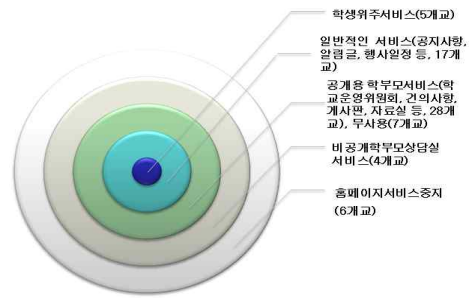 학생위주서비스(5개교)
일반적인 서비스(공지사항,
알림글, 행사일정 등, 17개
교)
공개용 학부모서비스(학
교운영위원회, 건의사항,
게시판, 자료실 등, 28개
교), 무사용(7개교)
비공개학부모상담실
서비스(4개교)
홈페이지서비스중지
(6개교)